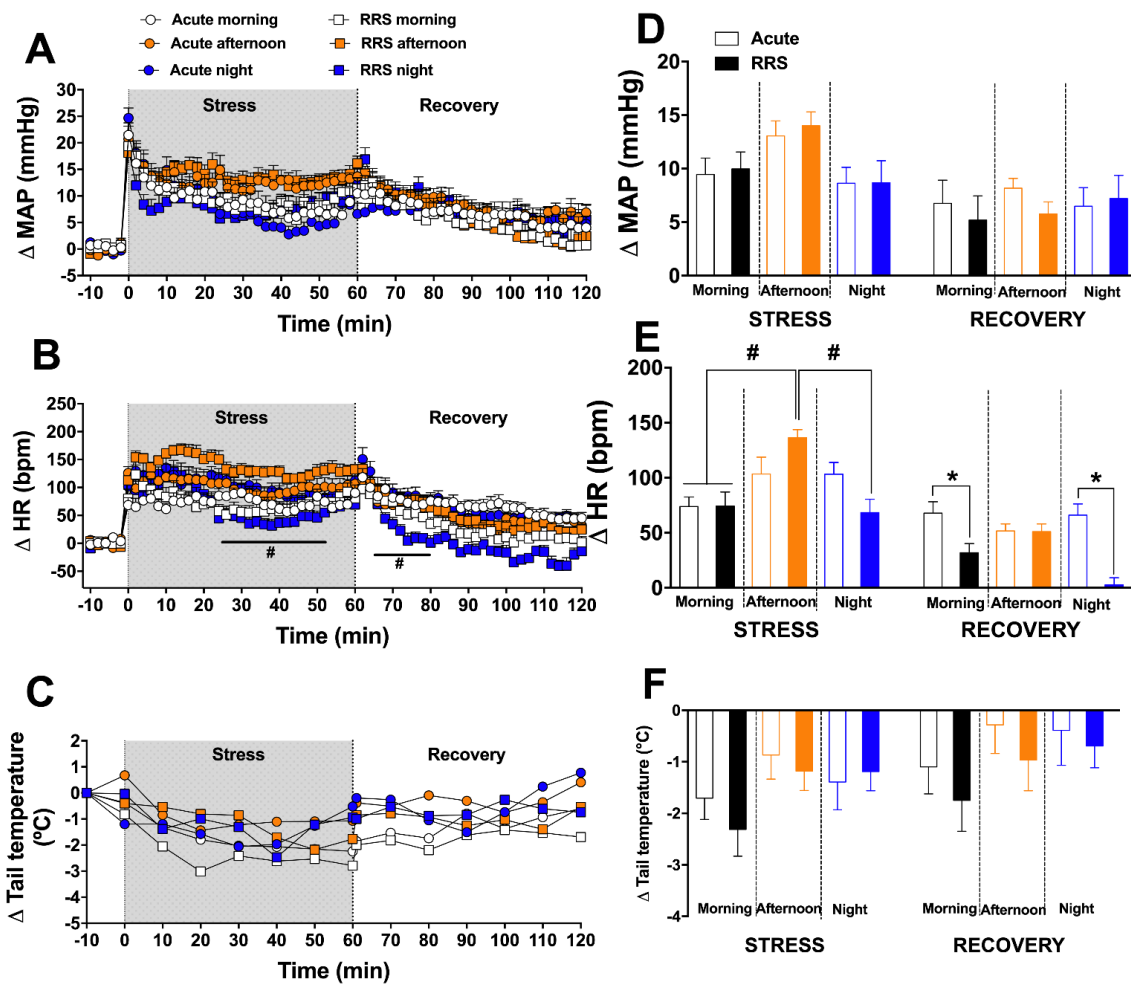 Acute morning
RRS morning
Acute afternoon
RRS afternoon
Acute night
RRS night
A
Δ MAP (mmHg)
Stress
Recovery
30
25
20
15
10
5
0
-5
-10 0 10 20 30 40 50 60 70 80 90 100 110 120
Time (min)
D
Acute
RRS
Δ MAP (mmHg)
20
15
10
5
0
Morning Afternoon Night Morning Afternoon Night
STRESS RECOVERY
B
Δ HR (bpm)
Stress
Recovery
250
200
150
100
50
0
-50
# #
-10 0 10 20 30 40 50 60 70 80 90 100 110 120
Time (min)
E
Δ HR (bpm)
200
150
100
50
0
# #
* *
Morning Afternoon Night Morning Afternoon Night
STRESS RECOVERY
C
Δ Tail temperature
(ºC)
Stress
Recovery
2
1
0
-1
-2
-3
-4
-5
-10 0 10 20 30 40 50 60 70 80 90 100 110 120
Time (min)
F
Δ Tail temperature (ºC)
0
-1
-2
-3
-4
Morning Afternoon Night Morning Afternoon Night
STRESS RECOVERY